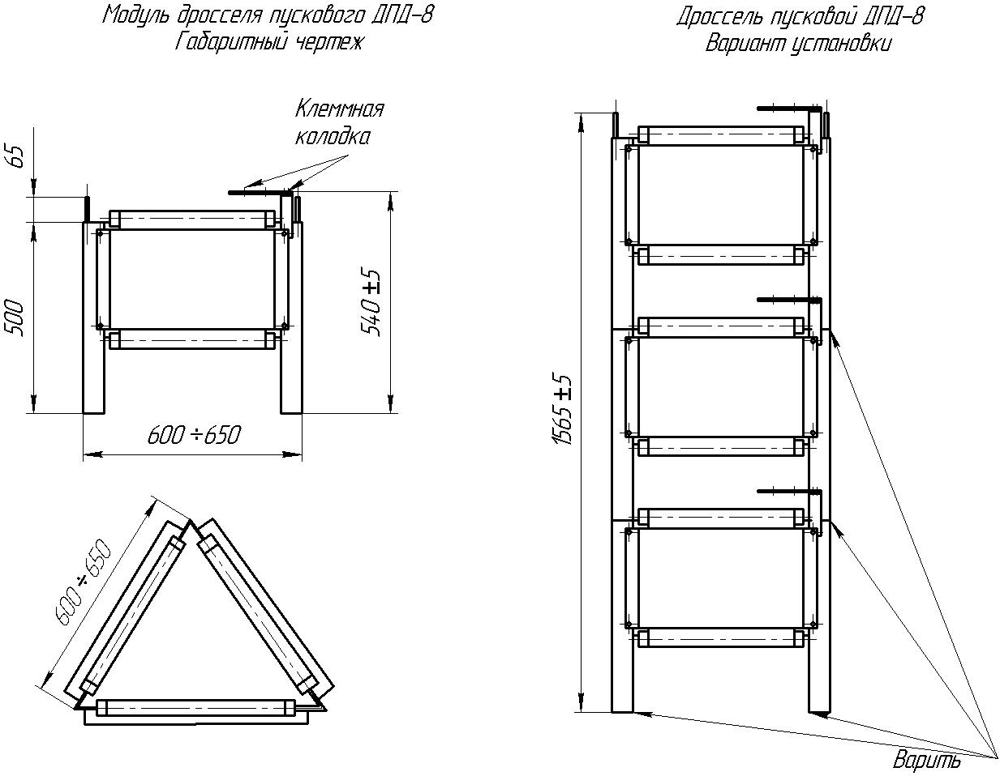 Модуль дросселя пускового ДПД-8
Габаритный чертеж
Дроссель пусковой ДПД-8
Вариант установки
Клеммная
колодка
65
500
540±5
600÷650
600÷650
1565±5
Варить